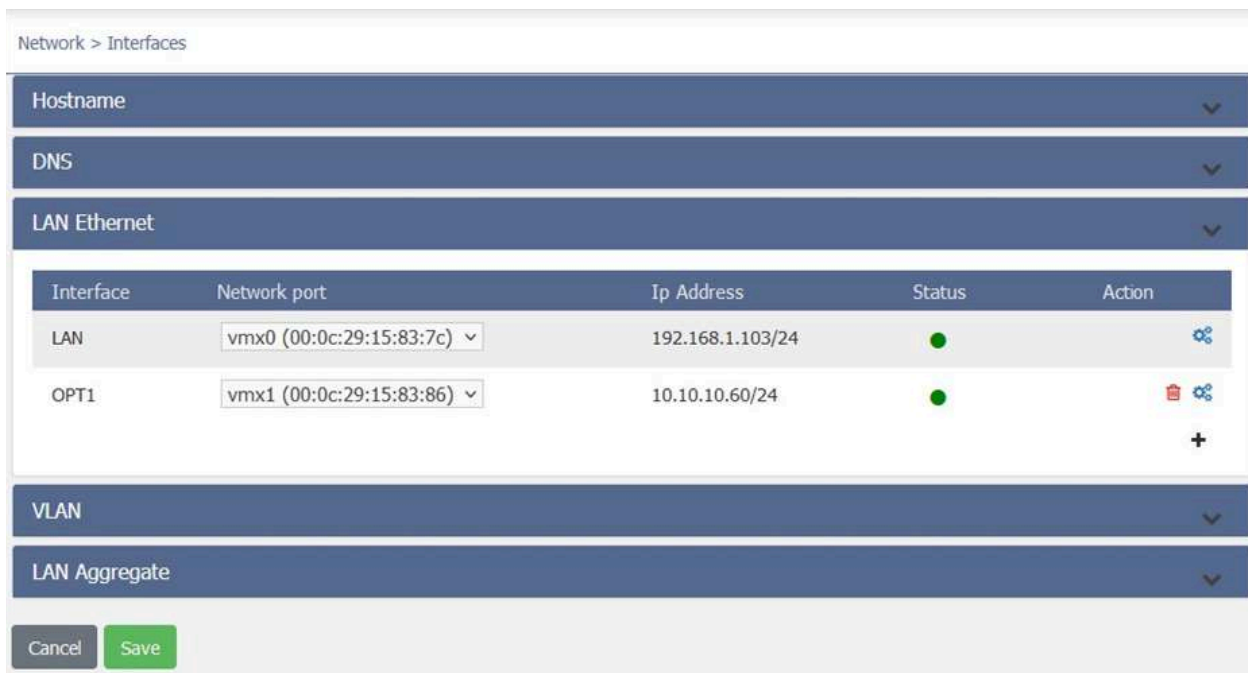 Network > Interfaces
Hostname
DNS
LAN Ethernet
Interface Network port Ip Address Status Action
LAN vmx0 (00:0c:29:15:83:7c) 192.168.1.103/24
OPT1 vmx1 (00:0c:29:15:83:86) 10.10.10.60/24
VLAN
LAN Aggregate
Cancel Save